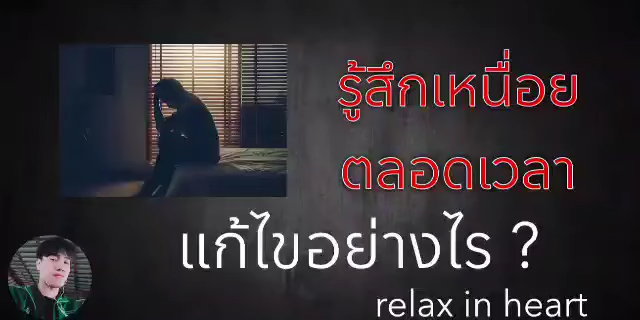 รู้สึกเหนื่อย
ตลอดเวลา
แก้ไขอย่างไร ?
relax in heart